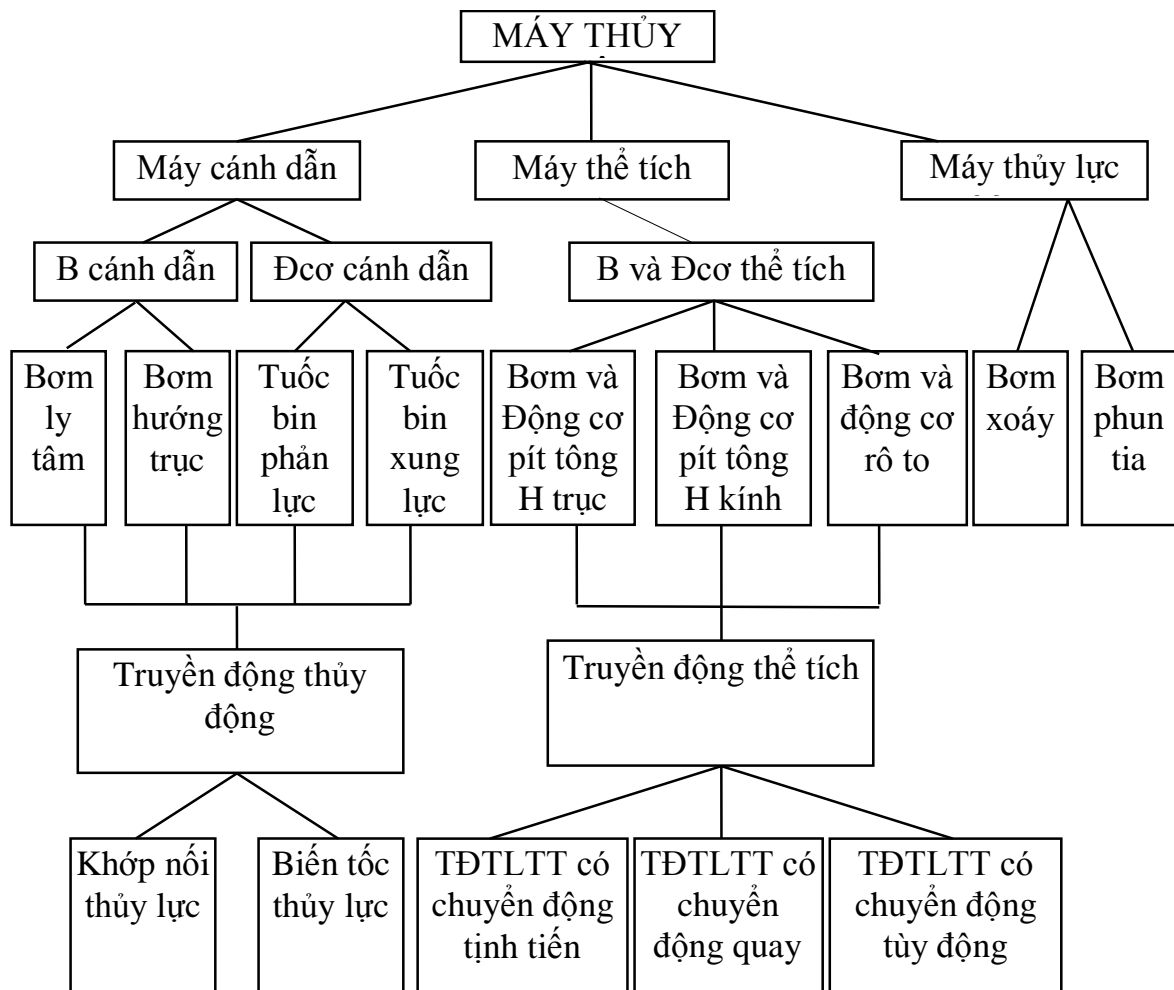 MÁY THỦY
Máy cánh dẫn
Máy thể tích
Máy thủy lực
B cánh dẫn
Đcơ cánh dẫn
B và Đcơ thể tích
Bơm
ly
tâm
Bơm
hướng
trục
Tuốc
bin
phản
lực
Tuốc
bin
xung
lực
Bơm và
Động cơ
pít tông
H trục
Bơm và
Động cơ
pít tông
H kính
Bơm và
động cơ
rô to
Bơm
xoáy
Bơm
phun
tia
Truyền động thủy
động
Truyền động thể tích
Khớp nối
thủy lực
Biến tốc
thủy lực
TĐTLTT có
chuyển động
tịnh tiến
TĐTLTT có
chuyển
động quay
TĐTLTT có
chuyển động
tùy động